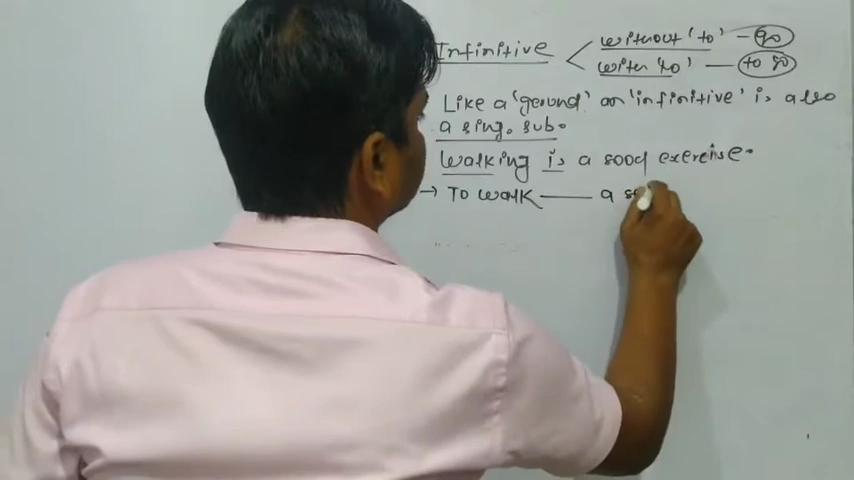 Infinitive < without 'to' - go
with 'to' — to go
Like a 'gerund' an 'infinitive' is also
a sing. sub.
Walking is a good exercise.
→ To walk —— a